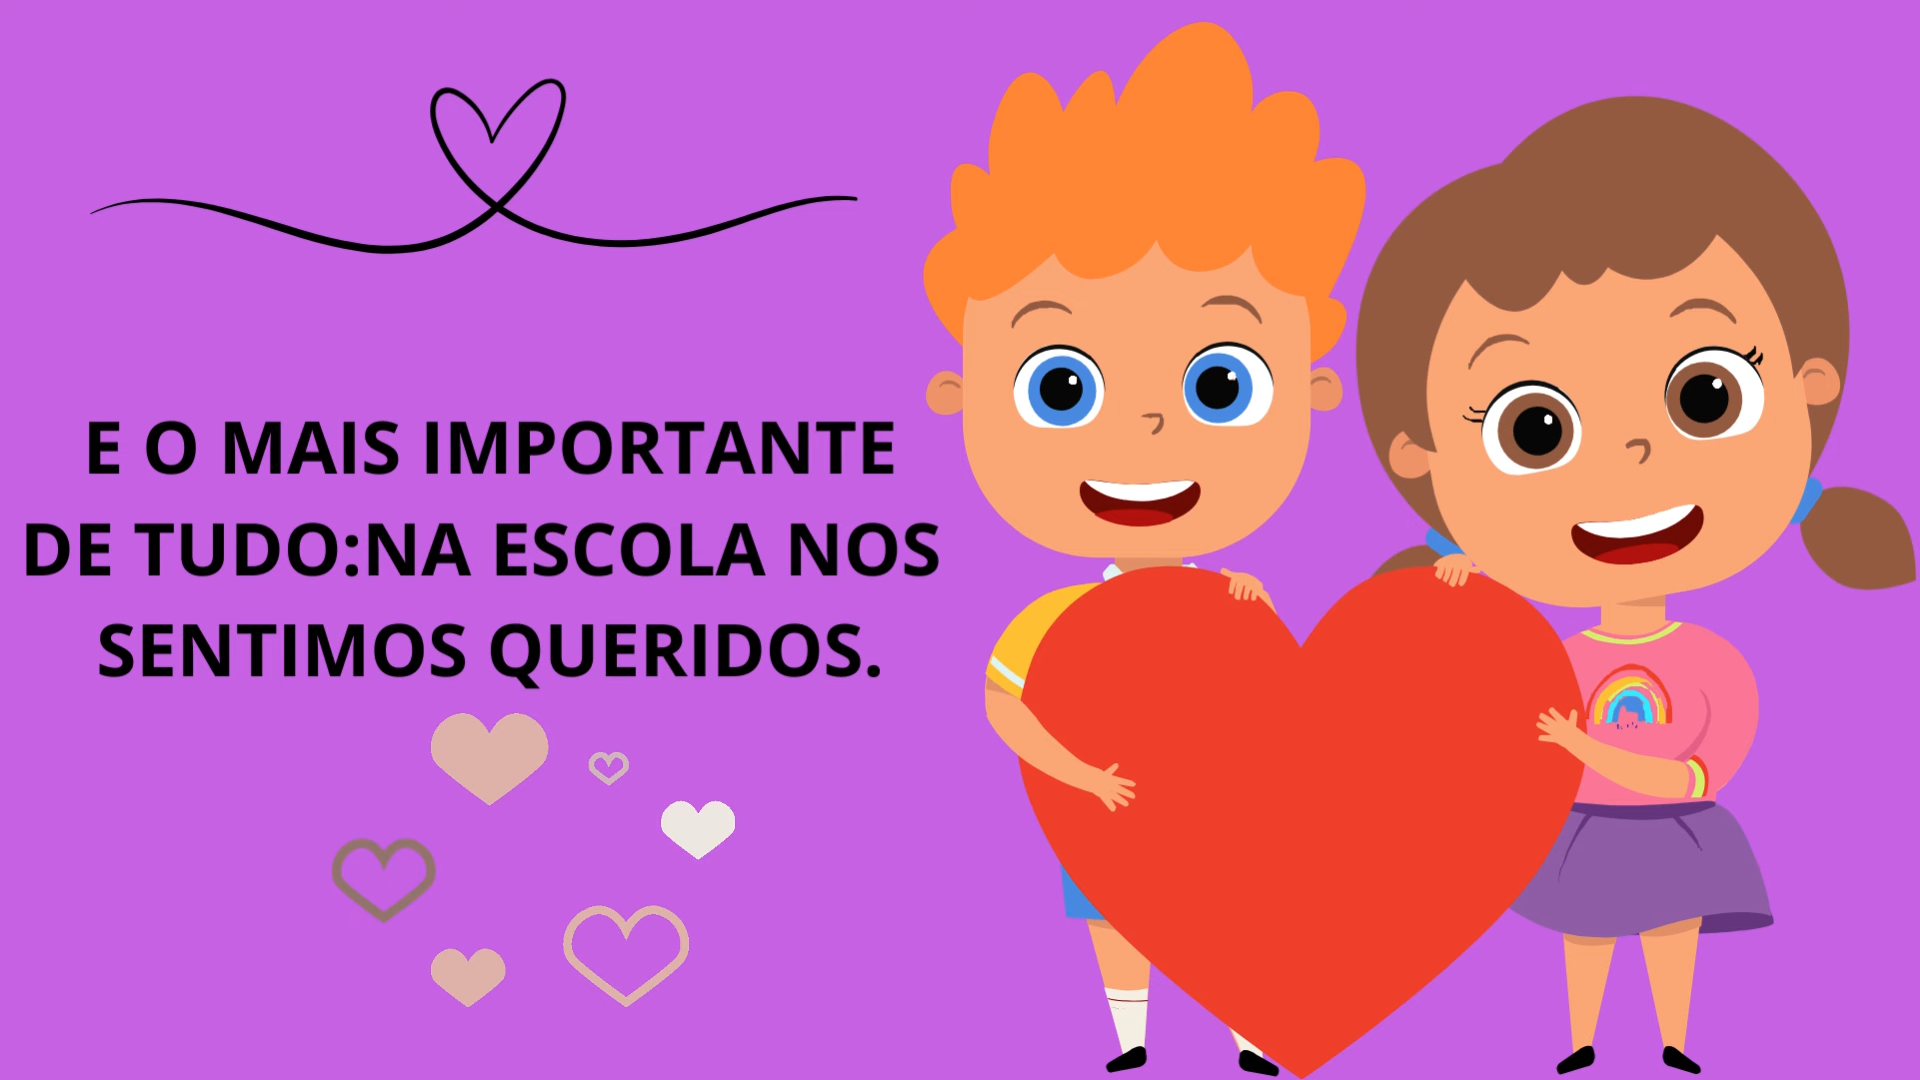 E O MAIS IMPORTANTE
DE TUDO:NA ESCOLA NOS
SENTIMOS QUERIDOS.